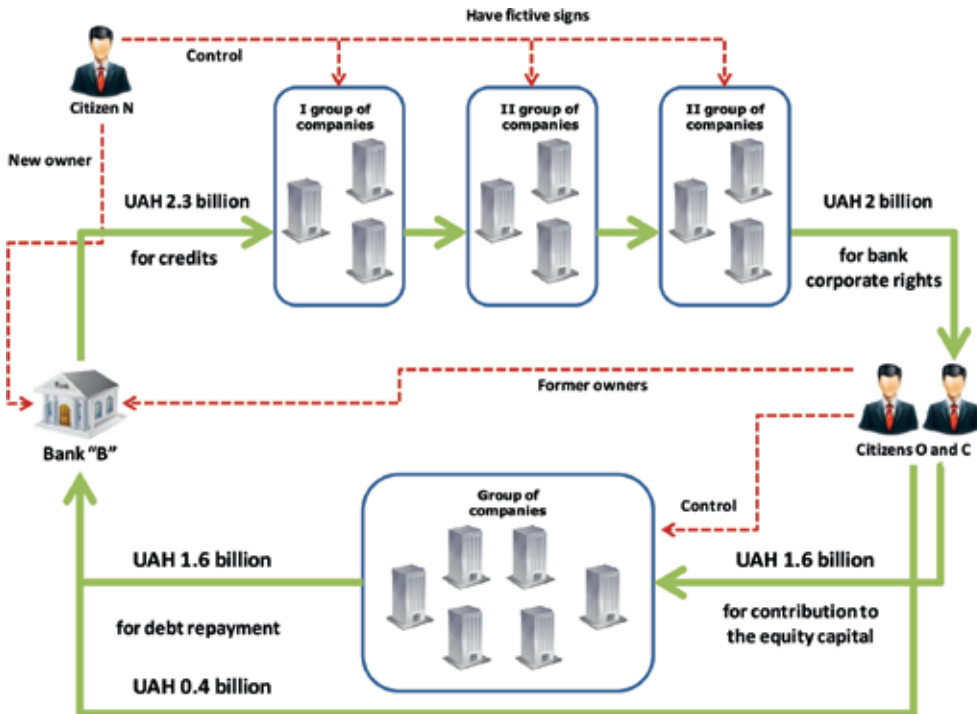 Have fictive signs
Control
Citizen N
I group of
companies
II group of
companies
II group of
companies
New owner
UAH 2.3 billion
for credits
UAH 2 billion
for bank
corporate rights
Former owners
Bank “B”
Citizens O and C
Group of
companies
Control
UAH 1.6 billion
for debt repayment
UAH 1.6 billion
for contribution to
the equity capital
UAH 0.4 billion